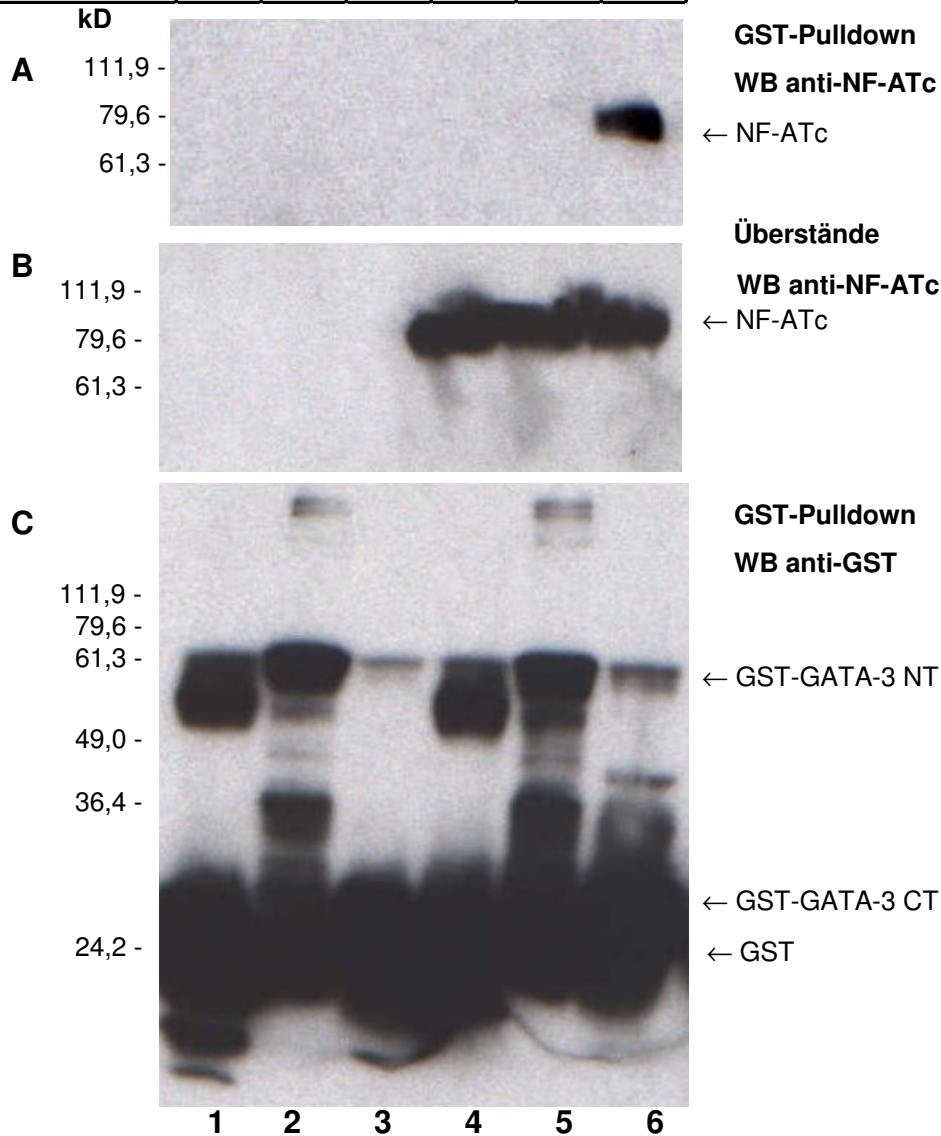 kD
A
111,9 -
79,6 -
61,3 -
GST-Pulldown
WB anti-NF-ATc
← NF-ATc
B
111,9 -
79,6 -
61,3 -
Überstände
WB anti-NF-ATc
← NF-ATc
C
111,9 -
79,6 -
61,3 -
49,0 -
36,4 -
24,2 -
GST-Pulldown
WB anti-GST
← GST-GATA-3 NT
← GST-GATA-3 CT
← GST
1 2 3 4 5 6